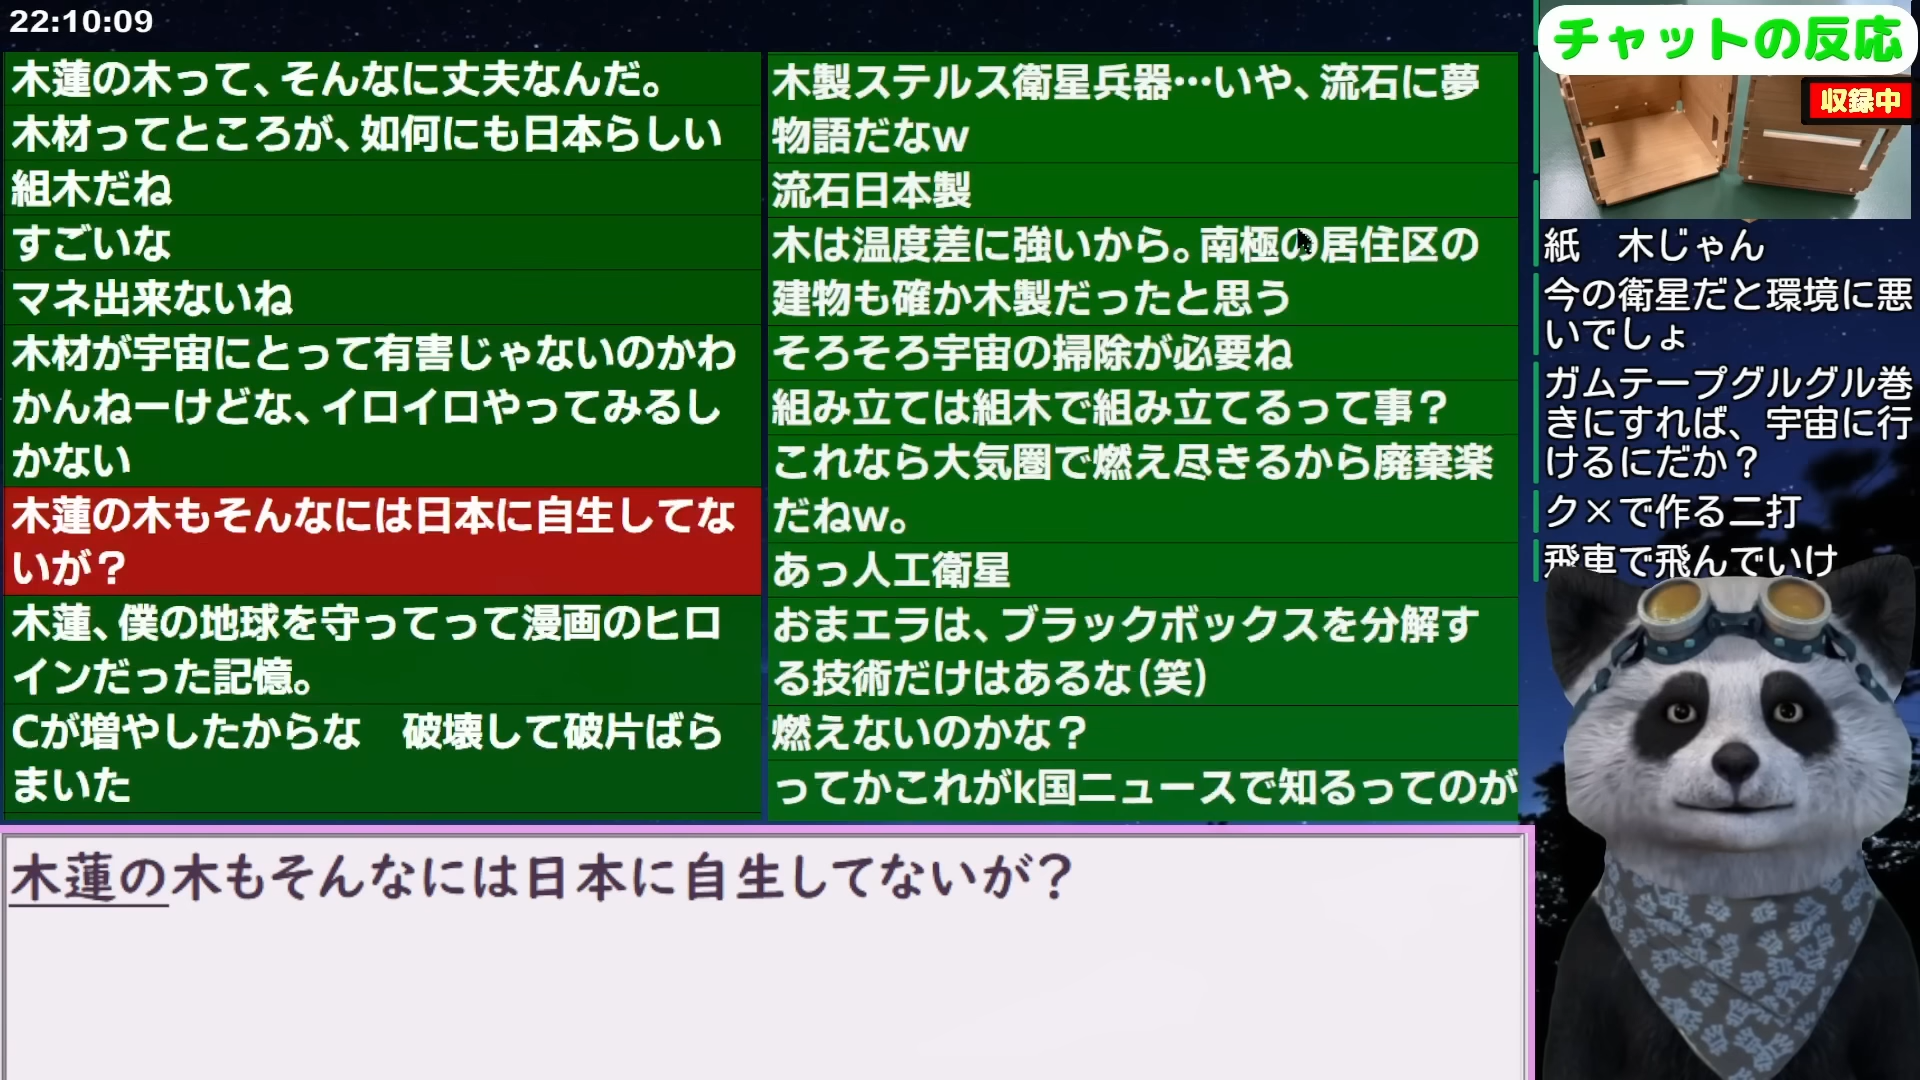 22:10:09
木蓮の木って、そんなに丈夫なんだ。
木材ってところが、如何にも日本らしい
組木だね
すごいな
マネ出来ないね
木材が宇宙にとって有害じゃないのかわ
かんねーけどな、イロイロやってみるし
かない
木蓮の木もそんなには日本に自生してな
いが？
木蓮、僕の地球を守ってって漫画のヒロ
インだった記憶。
Cが増やしたからな　破壊して破片ばら
まいた
木製ステルス衛星兵器…いや、流石に夢
物語だなw
流石日本製
木は温度差に強いから。南極の居住区の
建物も確か木製だったと思う
そろそろ宇宙の掃除が必要ね
組み立ては組木で組み立てるって事？
これなら大気圏で燃え尽きるから廃棄楽
だねw。
あっ人工衛星
おまエラは、ブラックボックスを分解す
る技術だけはあるな(笑)
燃えないのかな？
ってかこれがk国ニュースで知るってのが
チャットの反応
収録中
紙　木じゃん
今の衛星だと環境に悪
いでしょ
ガムテープグルグル巻
きにすれば、宇宙に行
けるにだか？
ク×で作る二打
飛車で飛んでいけ
木蓮の木もそんなには日本に自生してないが？